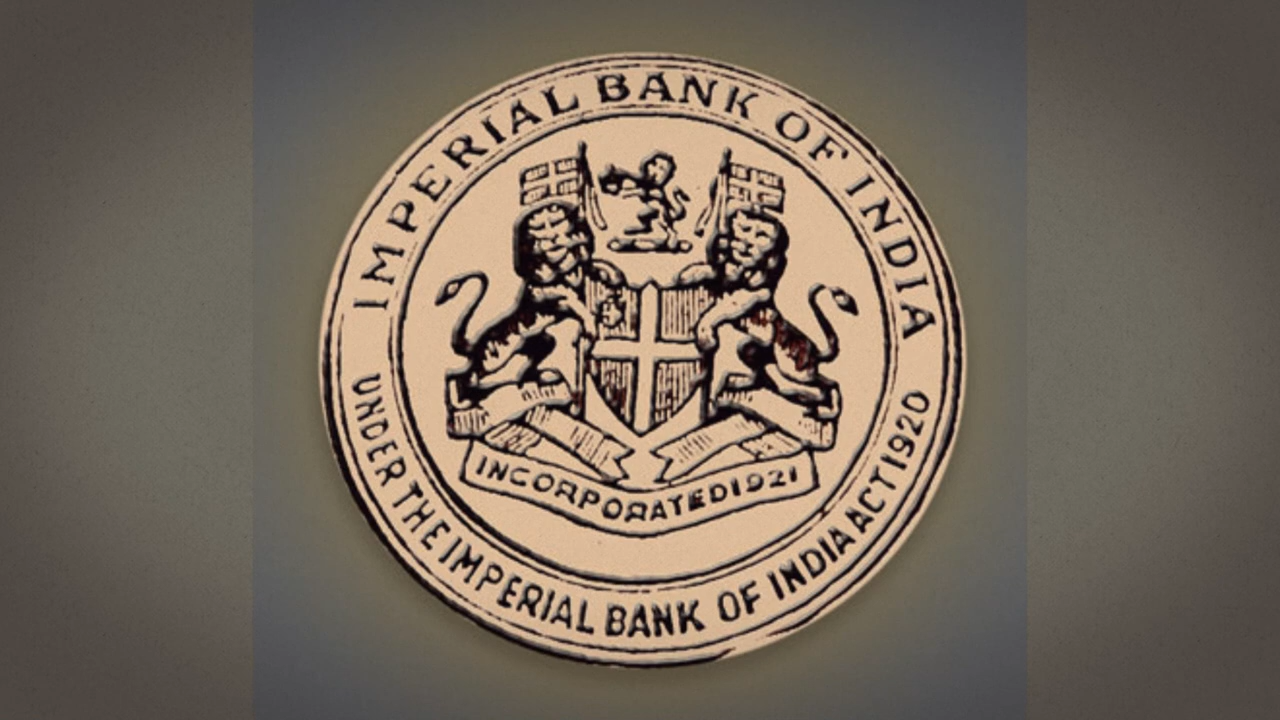 IMPERIAL BANK OF INDIA
INCORPORATED 1921
UNDER THE IMPERIAL BANK OF INDIA ACT 1920